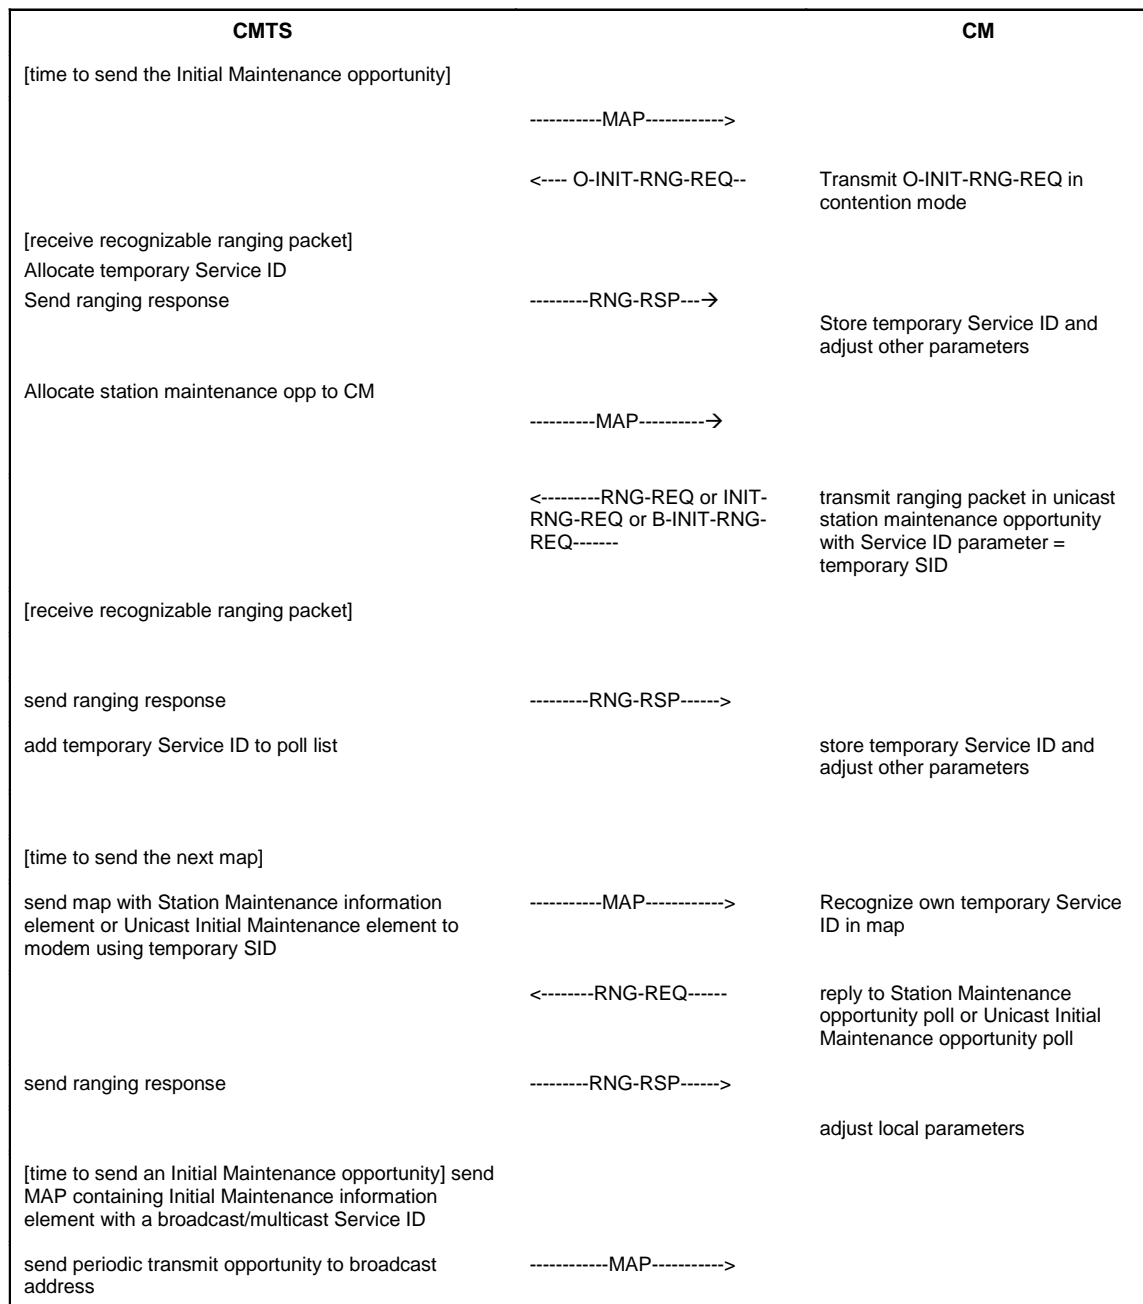 CMTS CM
[time to send the Initial Maintenance opportunity]
-----------MAP------------>
<---- O-INIT-RNG-REQ-- Transmit O-INIT-RNG-REQ in
contention mode
[receive recognizable ranging packet]
Allocate temporary Service ID
Send ranging response ---------RNG-RSP---→
Store temporary Service ID and
adjust other parameters
Allocate station maintenance opp to CM
----------MAP----------→
<---------RNG-REQ or INIT- transmit ranging packet in unicast
RNG-REQ or B-INIT-RNG- station maintenance opportunity
REQ------- with Service ID parameter =
temporary SID
[receive recognizable ranging packet]
send ranging response ---------RNG-RSP------>
add temporary Service ID to poll list store temporary Service ID and
adjust other parameters
[time to send the next map]
send map with Station Maintenance information -----------MAP------------> Recognize own temporary Service
element or Unicast Initial Maintenance element to ID in map
modem using temporary SID
<--------RNG-REQ------ reply to Station Maintenance
opportunity poll or Unicast Initial
Maintenance opportunity poll
send ranging response ---------RNG-RSP------>
adjust local parameters
[time to send an Initial Maintenance opportunity] send
MAP containing Initial Maintenance information
element with a broadcast/multicast Service ID
send periodic transmit opportunity to broadcast ------------MAP----------->
address